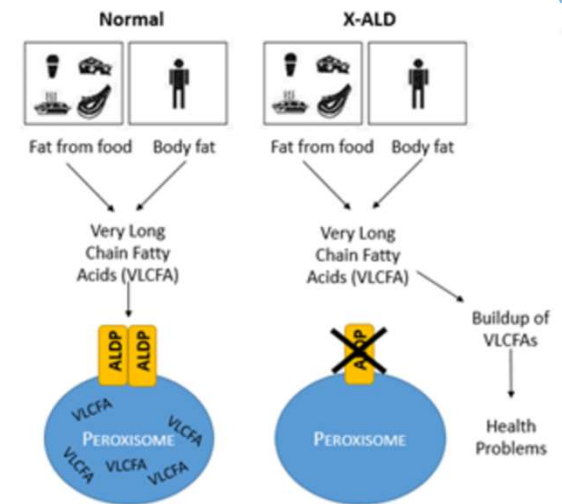 Normal
Fat from food
Body fat
Very Long
Chain Fatty
Acids (VLCFA)
ALDP
ALDP
VLCFA
VLCFA
PEROXISOME
VLCFA
VLCFA
VLCFA
X-ALD
Fat from food
Body fat
Very Long
Chain Fatty
Acids (VLCFA)
Buildup of
VLCFAs
Health
Problems
ALDP
PEROXISOME